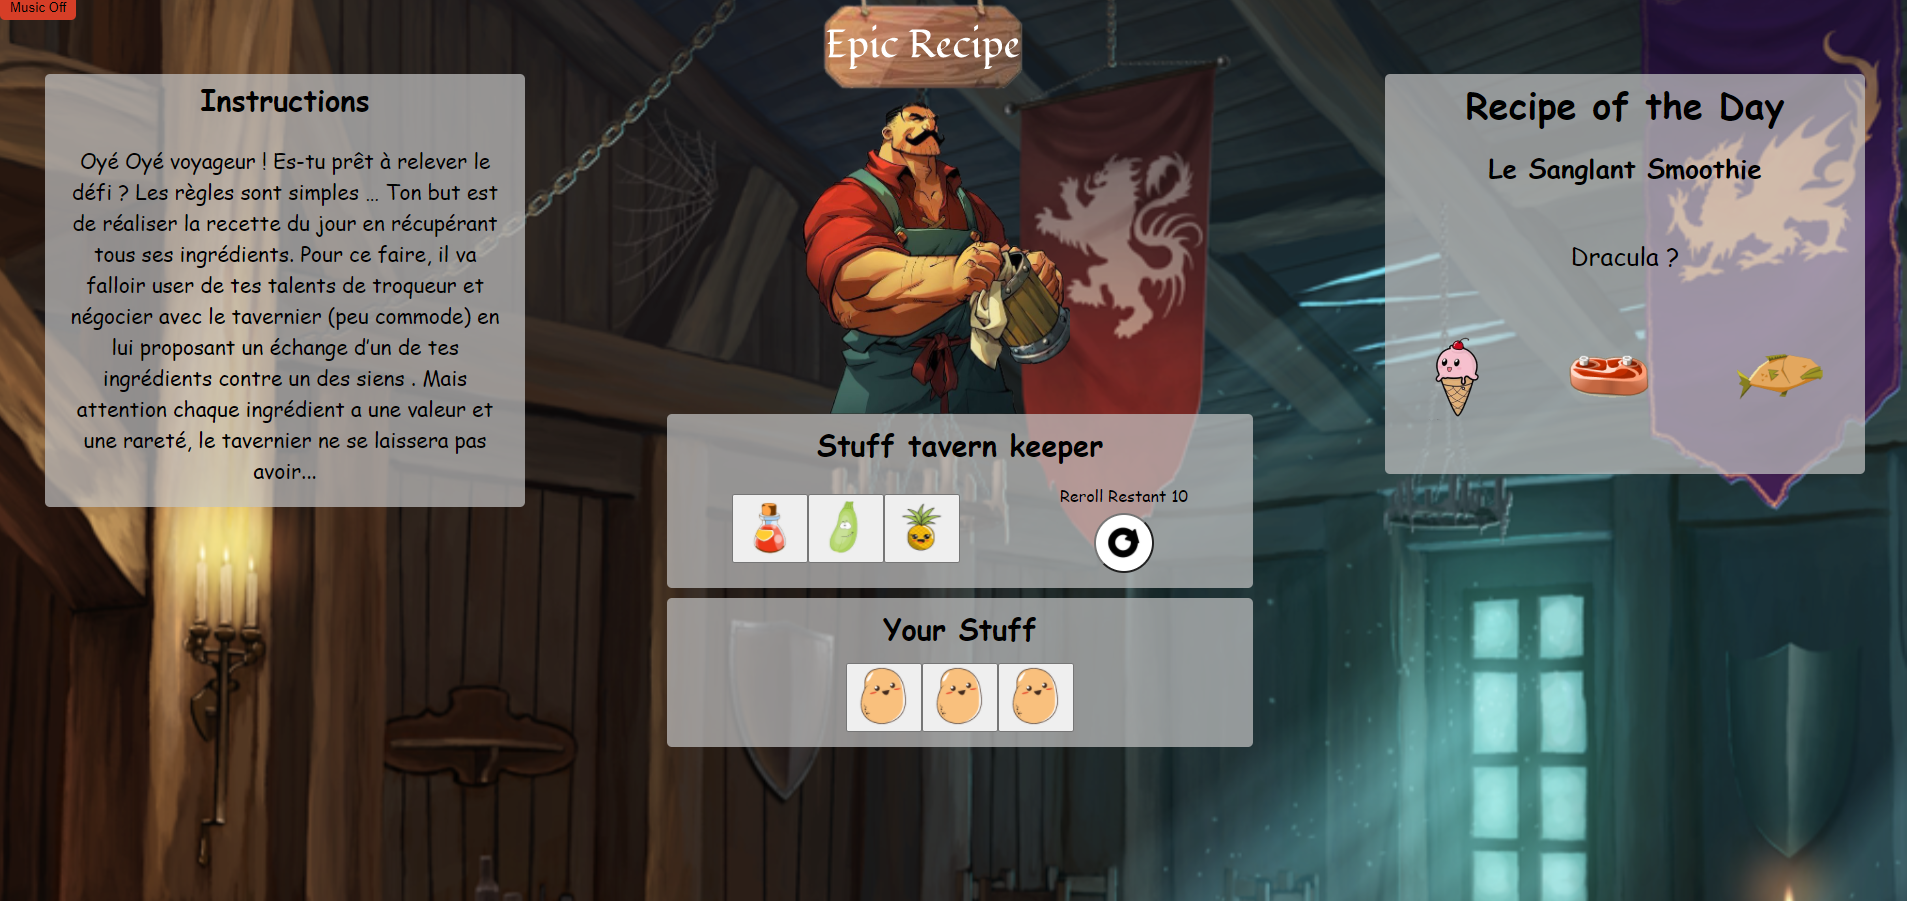 Music Off
Epic Recipe
Instructions
Oyé Oyé voyageur ! Es-tu prêt à relever le
défi ? Les règles sont simples ... Ton but est
de réaliser la recette du jour en récupérant
tous ses ingrédients. Pour ce faire, il va
falloir user de tes talents de troqueur et
négocier avec le tavernier (peu commode) en
lui proposant un échange d'un de tes
ingrédients contre un des siens . Mais
attention chaque ingrédient a une valeur et
une rareté, le tavernier ne se laissera pas
avoir...
Recipe of the Day
Le Sanglant Smoothie
Dracula ?
Stuff tavern keeper
Reroll Restant 10
Your Stuff